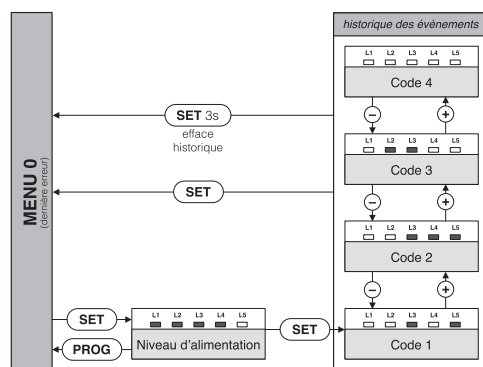 historique des évènements
L1 L2 L3 L4 L5
Code 4
SET 3s
efface
historique
− +
L1 L2 L3 L4 L5
Code 3
SET
− +
MENU 0
(dernière erreur)
L1 L2 L3 L4 L5
Code 2
− +
SET
L1 L2 L3 L4 L5
Niveau d'alimentation
PROG
SET
L1 L2 L3 L4 L5
Code 1